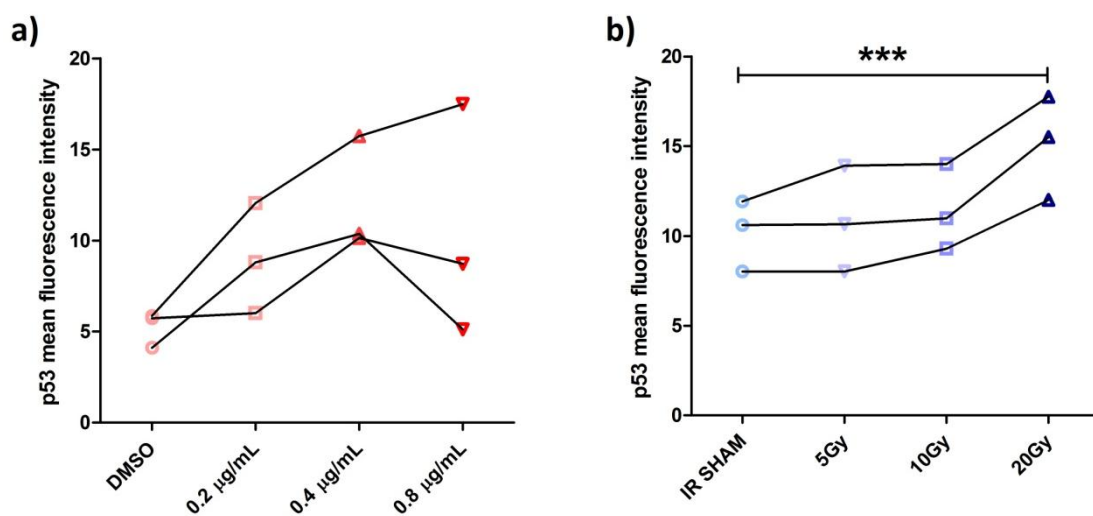 a)
p53 mean fluorescence intensity
20
15
10
5
0
DMSO
0.2 μg/mL
0.4 μg/mL
0.8 μg/mL
b)
p53 mean fluorescence intensity
20
15
10
5
0
***
IR SHAM
5Gy
10Gy
20Gy